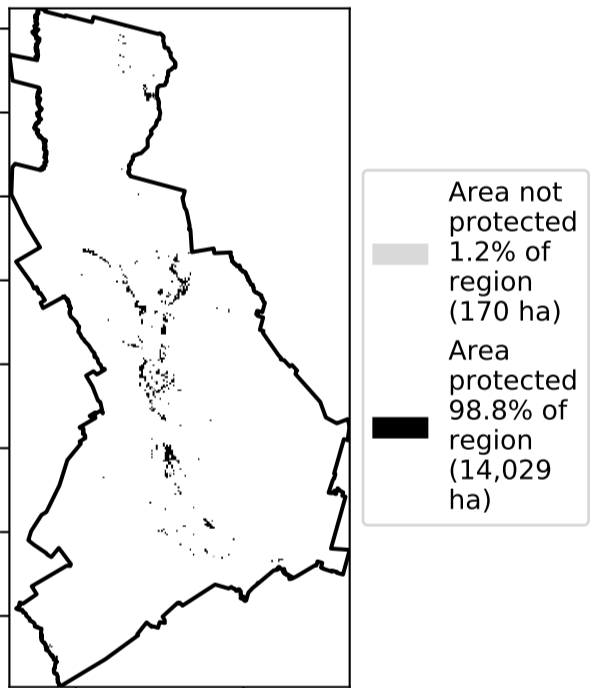 Area not
protected
1.2% of
region
(170 ha)
Area
protected
98.8% of
region
(14,029
ha)